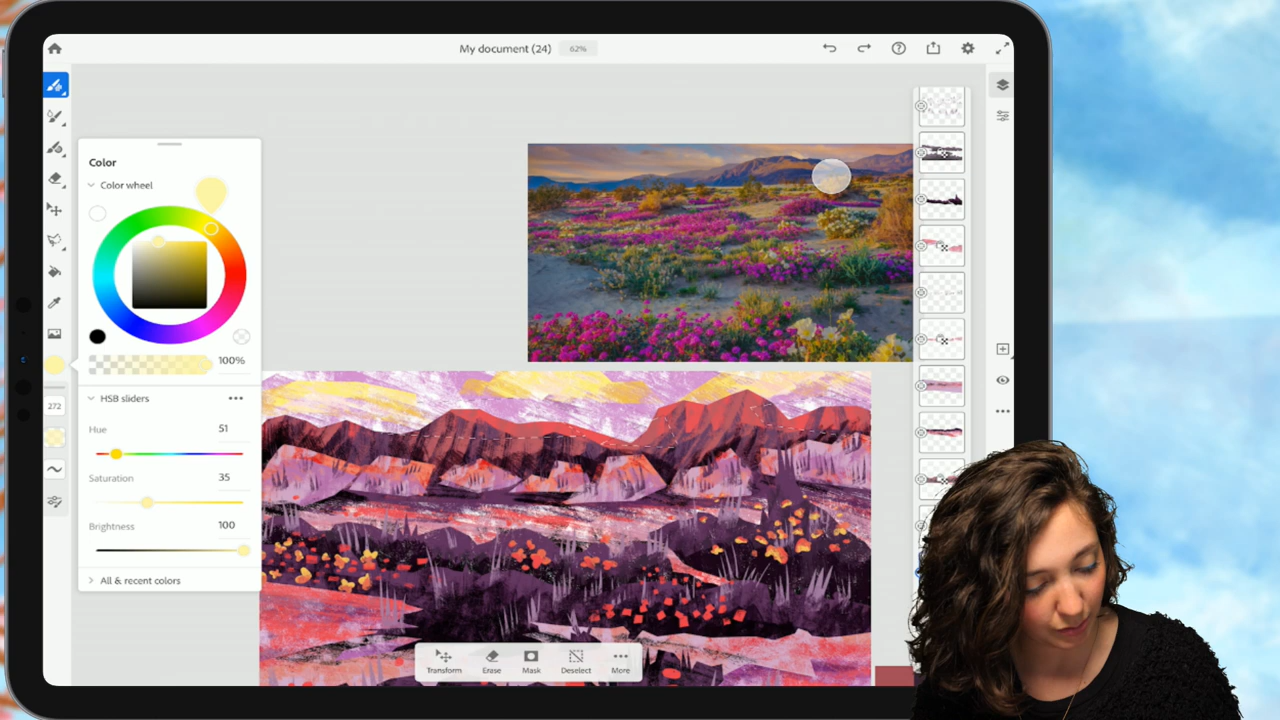 My document (24) 62%
Color
Color wheel
100%
HSB sliders
Hue 51
Saturation 35
Brightness 100
All & recent colors
272
Transform Erase Mask Deselect More